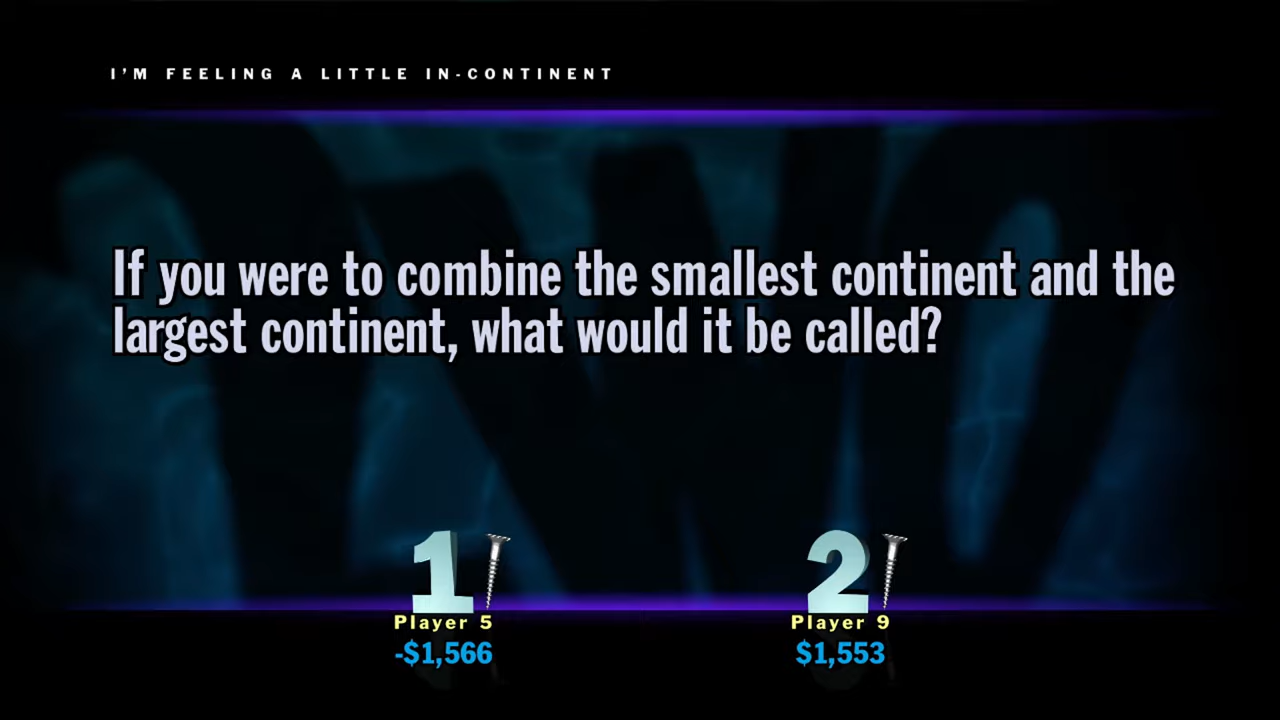 I'M FEELING A LITTLE IN-CONTINENT
If you were to combine the smallest continent and the
largest continent, what would it be called?
1 2
Player 5 Player 9
-$1,566 $1,553